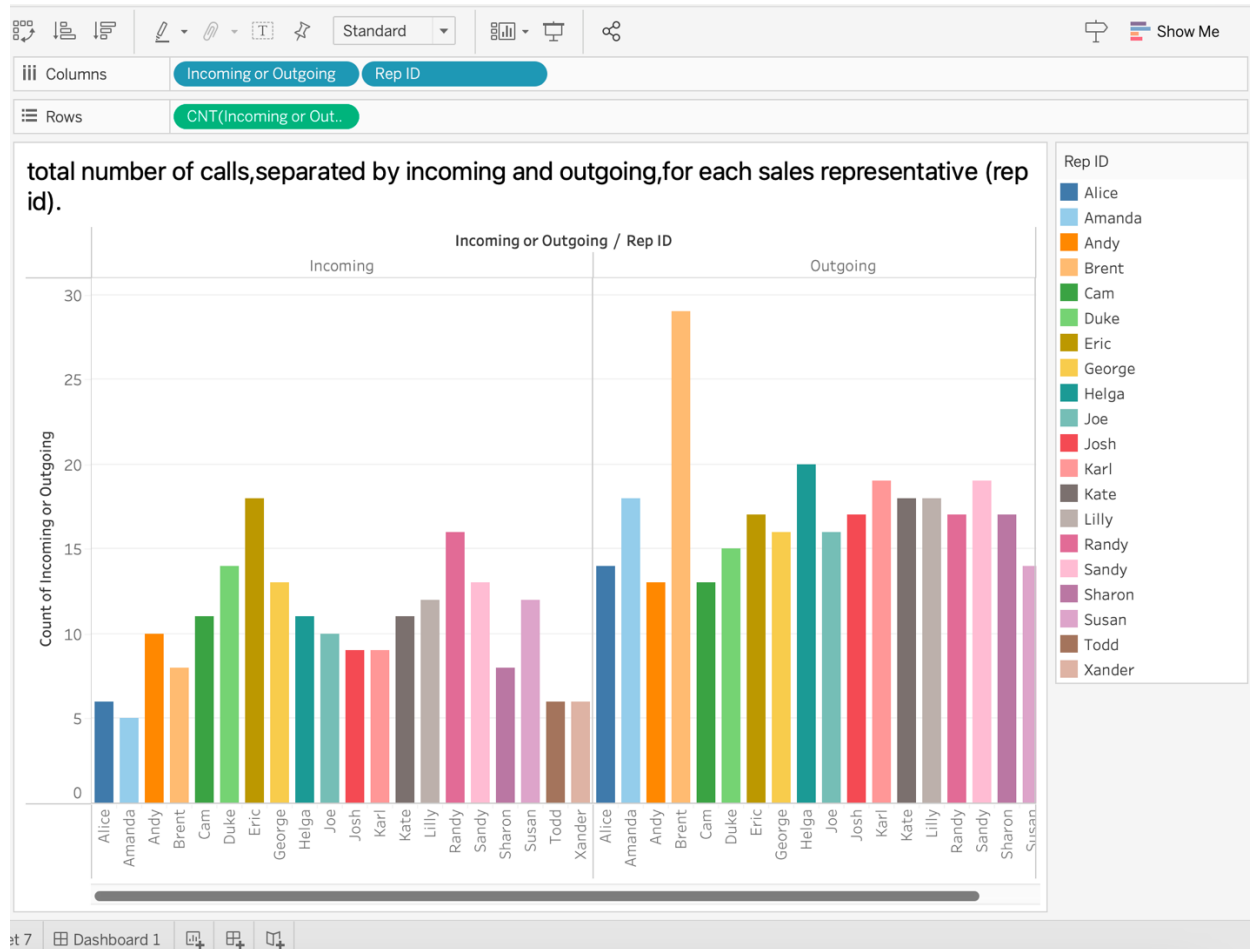 Standard
Show Me
Columns
Incoming or Outgoing
Rep ID
Rows
CNT(Incoming or Out..
total number of calls,separated by incoming and outgoing,for each sales representative (rep
id).
Incoming or Outgoing / Rep ID
Incoming
Outgoing
30
25
20
15
10
5
0
Count of Incoming or Outgoing
Alice
Amanda
Andy
Brent
Cam
Duke
Eric
George
Helga
Joe
Josh
Karl
Kate
Lilly
Randy
Sandy
Sharon
Susan
Todd
Xander
Alice
Amanda
Andy
Brent
Cam
Duke
Eric
George
Helga
Joe
Josh
Karl
Kate
Lilly
Randy
Sandy
Sharon
Susan
Rep ID
Alice
Amanda
Andy
Brent
Cam
Duke
Eric
George
Helga
Joe
Josh
Karl
Kate
Lilly
Randy
Sandy
Sharon
Susan
Todd
Xander
et 7
Dashboard 1